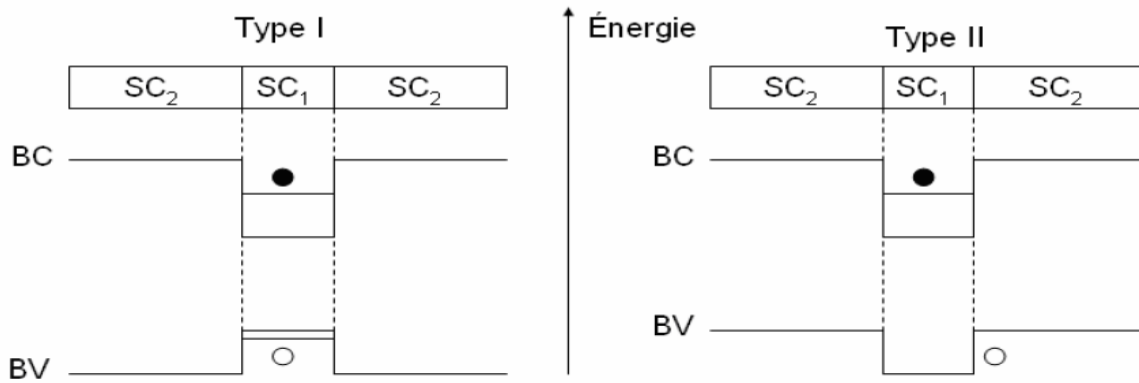 Type I
Énergie
Type II
SC₂ SC₁ SC₂
SC₂ SC₁ SC₂
BC
BC
BV
BV